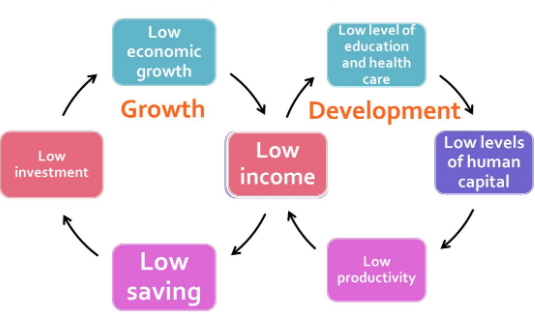 Low
economic
growth
Low level of
education
and health
care
Growth
Development
Low
investment
Low
income
Low levels
of human
capital
Low
saving
Low
productivity